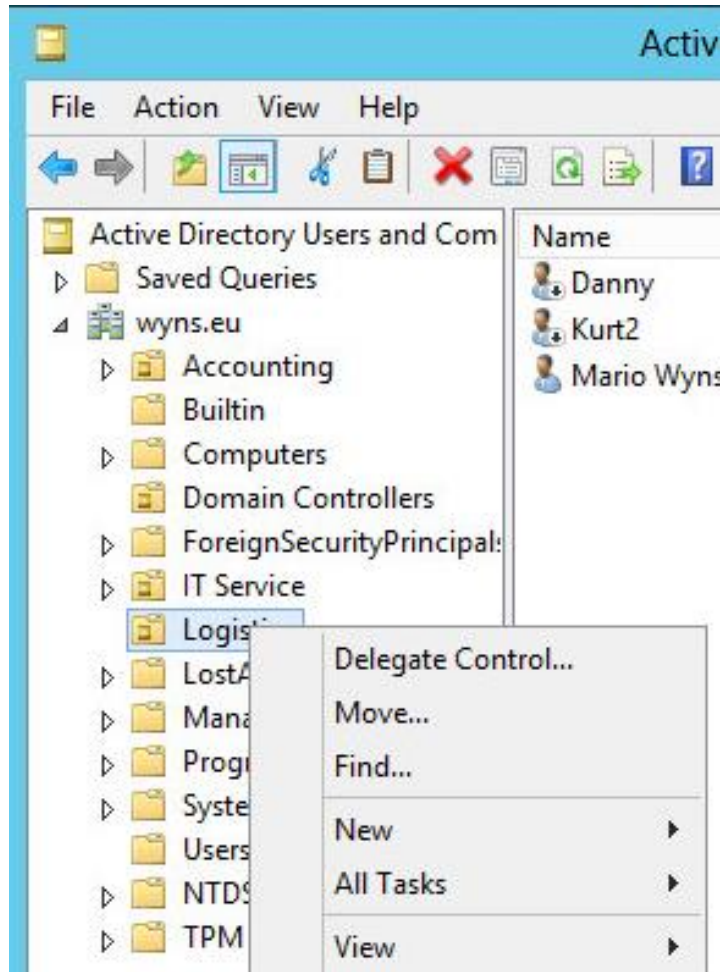 Activ
File Action View Help
Active Directory Users and Com
Saved Queries
wyns.eu
Accounting
Builtin
Computers
Domain Controllers
ForeignSecurityPrincipals
IT Service
Logisti
LostA
Mana
Progr
Syste
Users
NTDS
TPM
Name
Danny
Kurt2
Mario Wyns
Delegate Control...
Move...
Find...
New
All Tasks
View